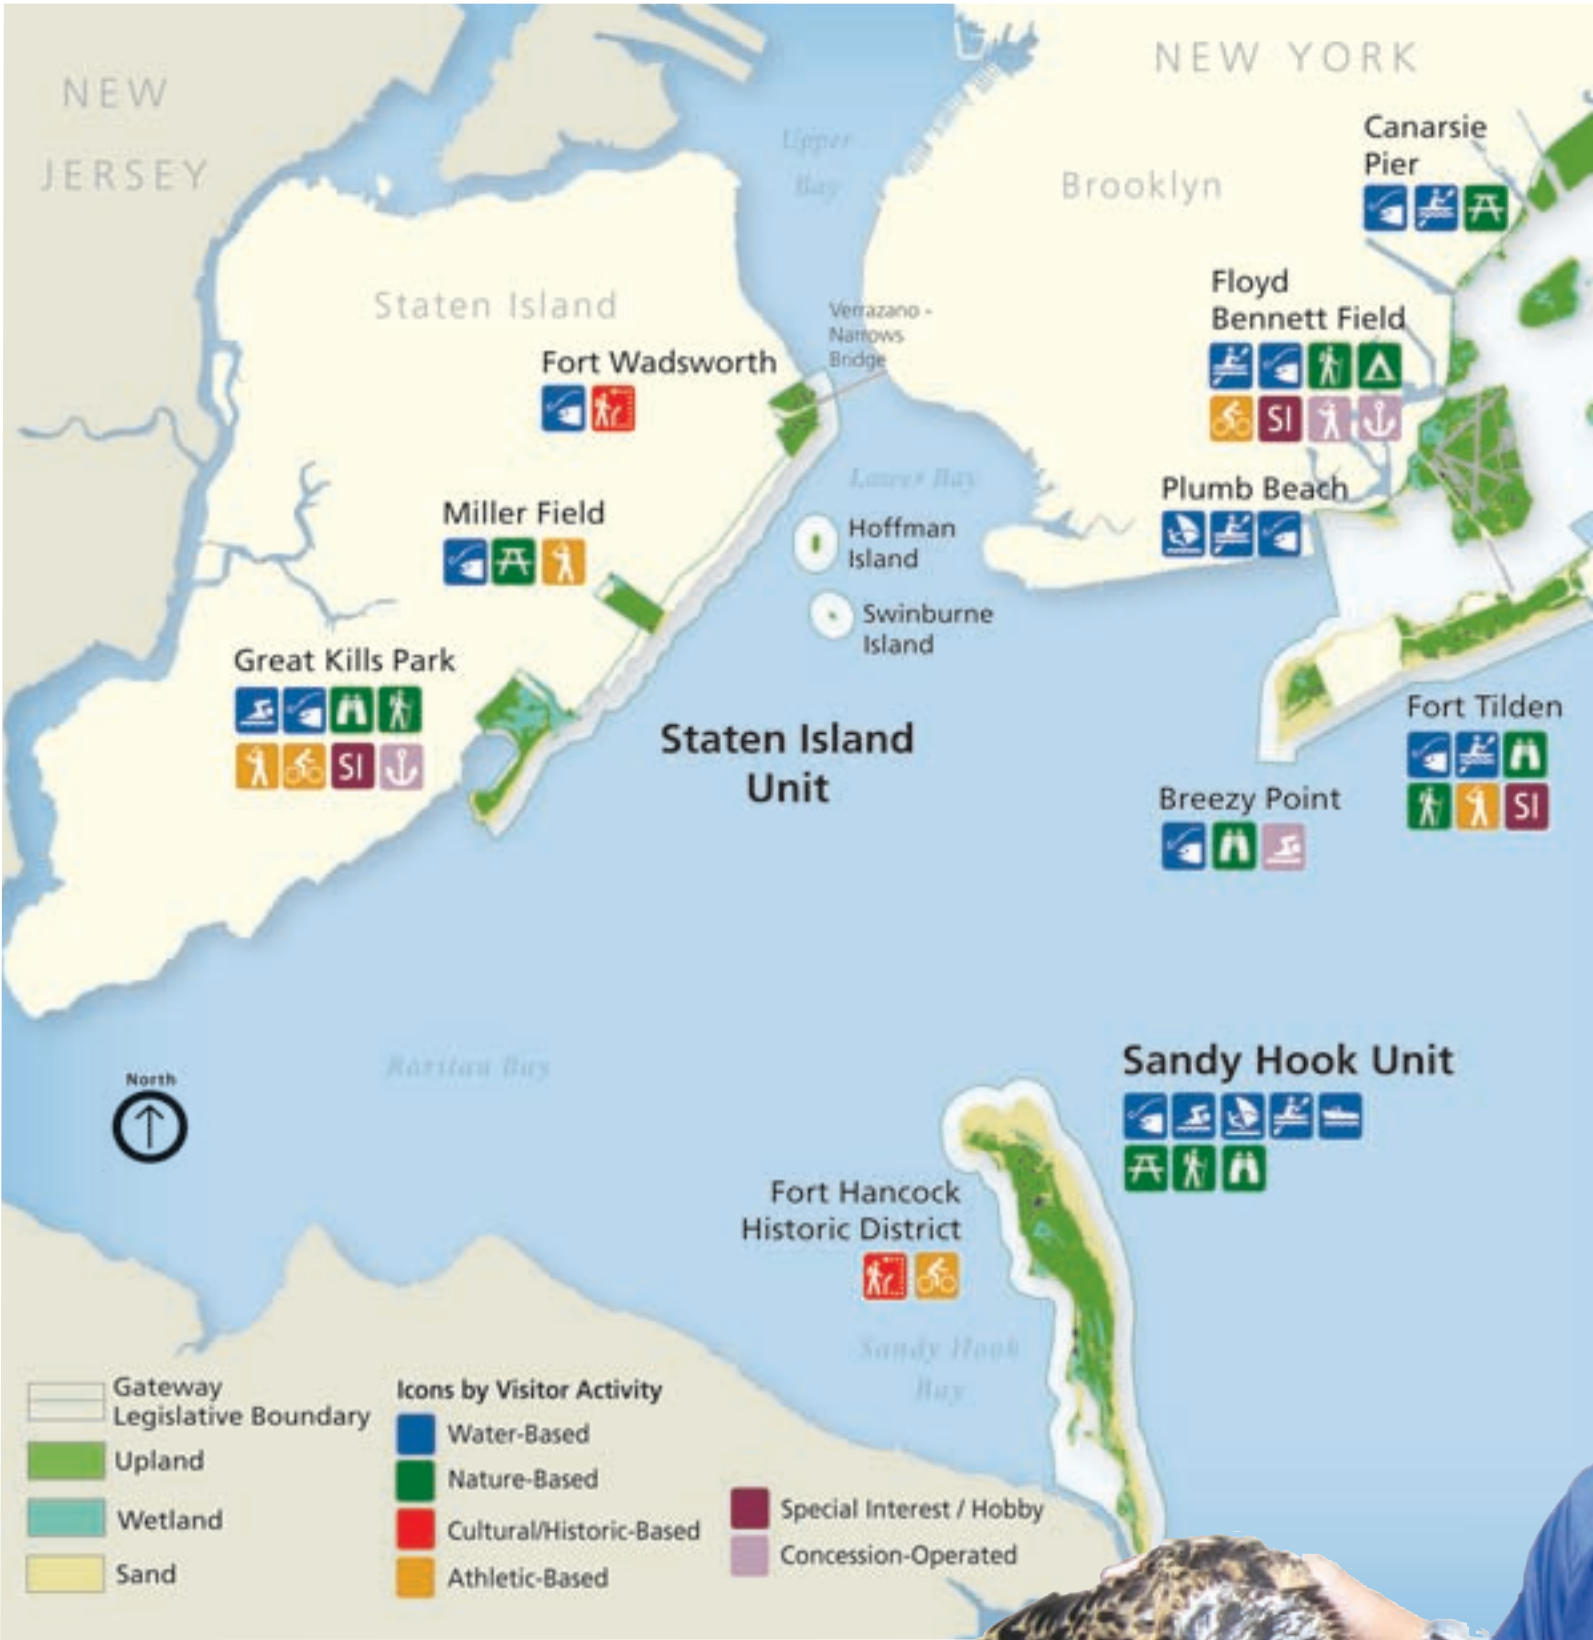 NEW
JERSEY
NEW YORK
Upper
Bay
Brooklyn
Canarsie
Pier
Staten Island
Verrazano -
Narrows
Bridge
Floyd
Bennett Field
SI
Fort Wadsworth
Lower Bay
Plumb Beach
Miller Field
Hoffman
Island
Swinburne
Island
Great Kills Park
SI
Staten Island
Unit
Fort Tilden
SI
Breezy Point
Raritan Bay
North
Sandy Hook Unit
Fort Hancock
Historic District
Sandy Hook
Bay
Gateway
Legislative Boundary
Upland
Wetland
Sand
Icons by Visitor Activity
Water-Based
Nature-Based
Cultural/Historic-Based
Athletic-Based
Special Interest / Hobby
Concession-Operated